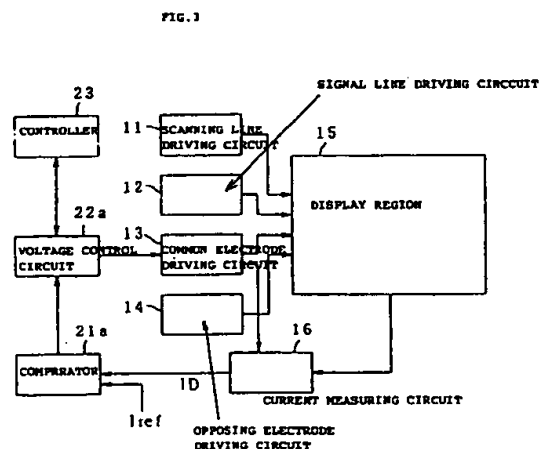 FIG.3
SIGNAL LINE DRIVING CIRCCUIT
23
CONTROLLER
11
SCANNING LINE
DRIVING CIRCUIT
15
12
DISPLAY REGION
22a
VOLTAGE CONTROL
CIRCUIT
13
COMMON ELECTRODE
DRIVING CIRCUIT
14
21a
COMPRRATOR
16
ID
Iref
CURRENT MEASURING CIRCUIT
OPPOSING ELECTRODE
DRIVING CIRCUIT